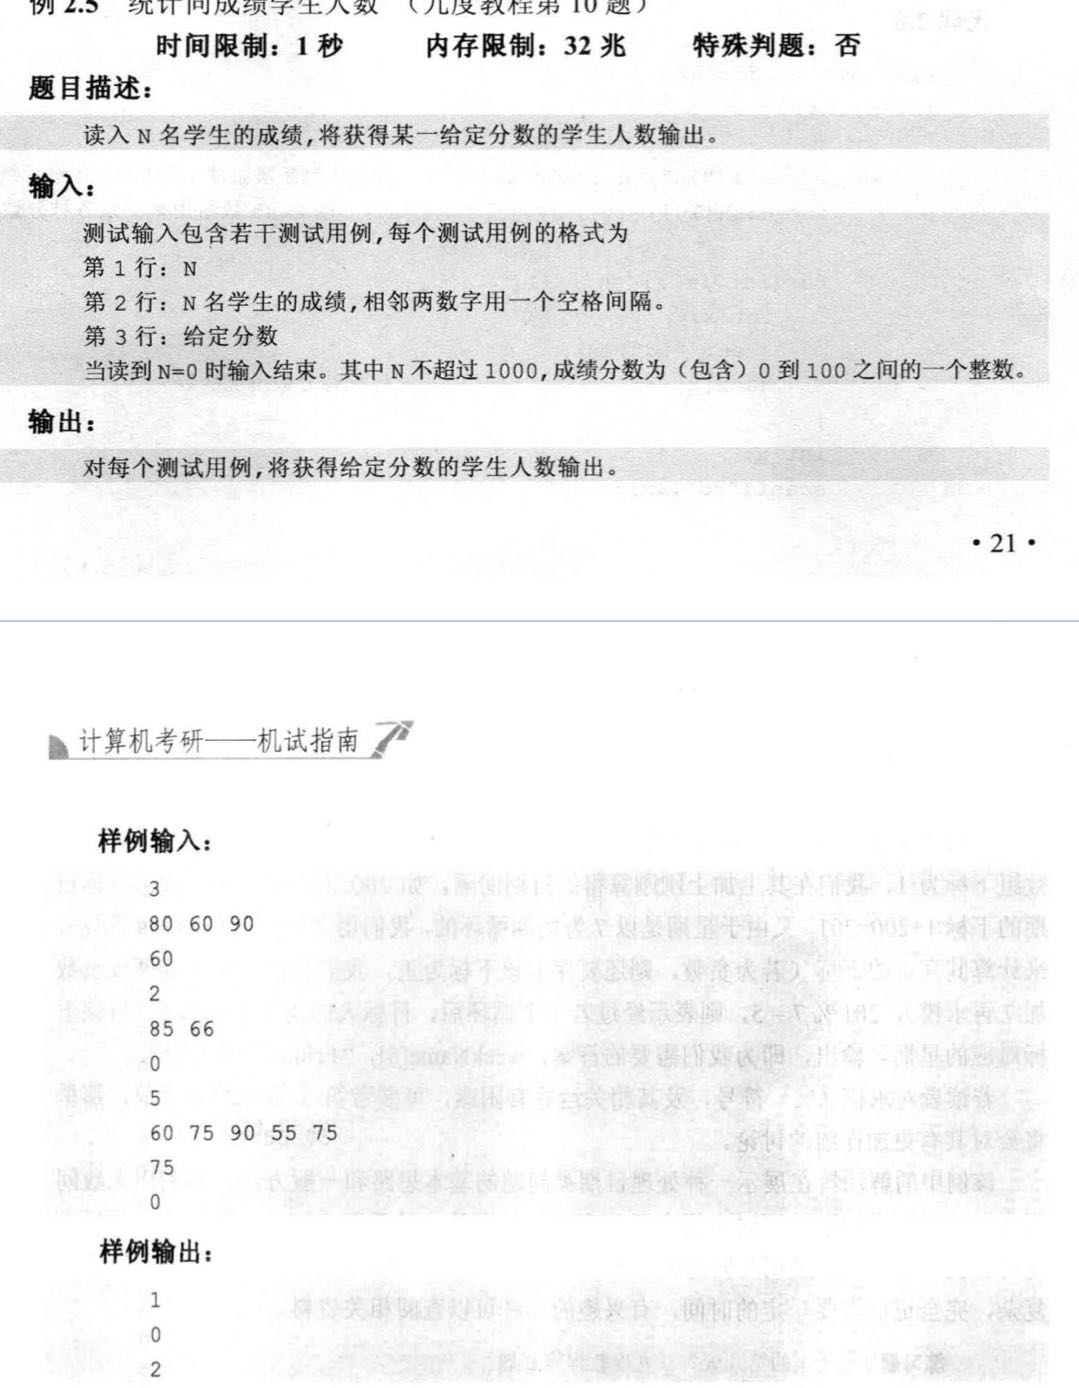 例 2.5 统计同成绩学生人数 （九度教程第 10 题）
时间限制：1 秒 内存限制：32 兆 特殊判题：否
题目描述：
读入 N 名学生的成绩,将获得某一给定分数的学生人数输出。
输入：
测试输入包含若干测试用例,每个测试用例的格式为
第 1 行：N
第 2 行：N 名学生的成绩,相邻两数字用一个空格间隔。
第 3 行：给定分数
当读到 N=0 时输入结束。其中 N 不超过 1000,成绩分数为（包含）0 到 100 之间的一个整数。
输出：
对每个测试用例,将获得给定分数的学生人数输出。
• 21 •
计算机考研——机试指南
样例输入：
3
80 60 90
60
2
85 66
0
5
60 75 90 55 75
75
0
样例输出：
1
0
2